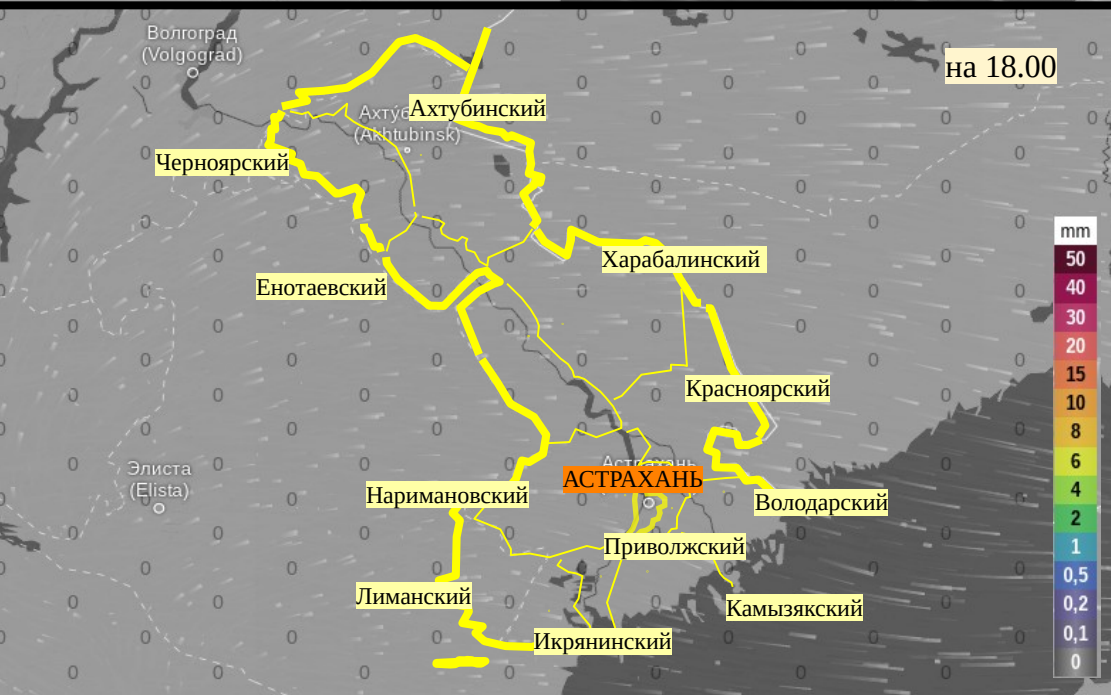 Волгоград
(Volgograd)
на 18.00
Ахтубинский
(Akhtubinsk)
Черноярский
mm
50
40
30
20
15
10
8
6
4
2
1
0,5
0,2
0,1
0
Харабалинский
Енотаевский
Красноярский
Элиста
(Elista)
АСТРАХАНЬ
Наримановский
Володарский
Приволжский
Лиманский
Камызякский
Икрянинский